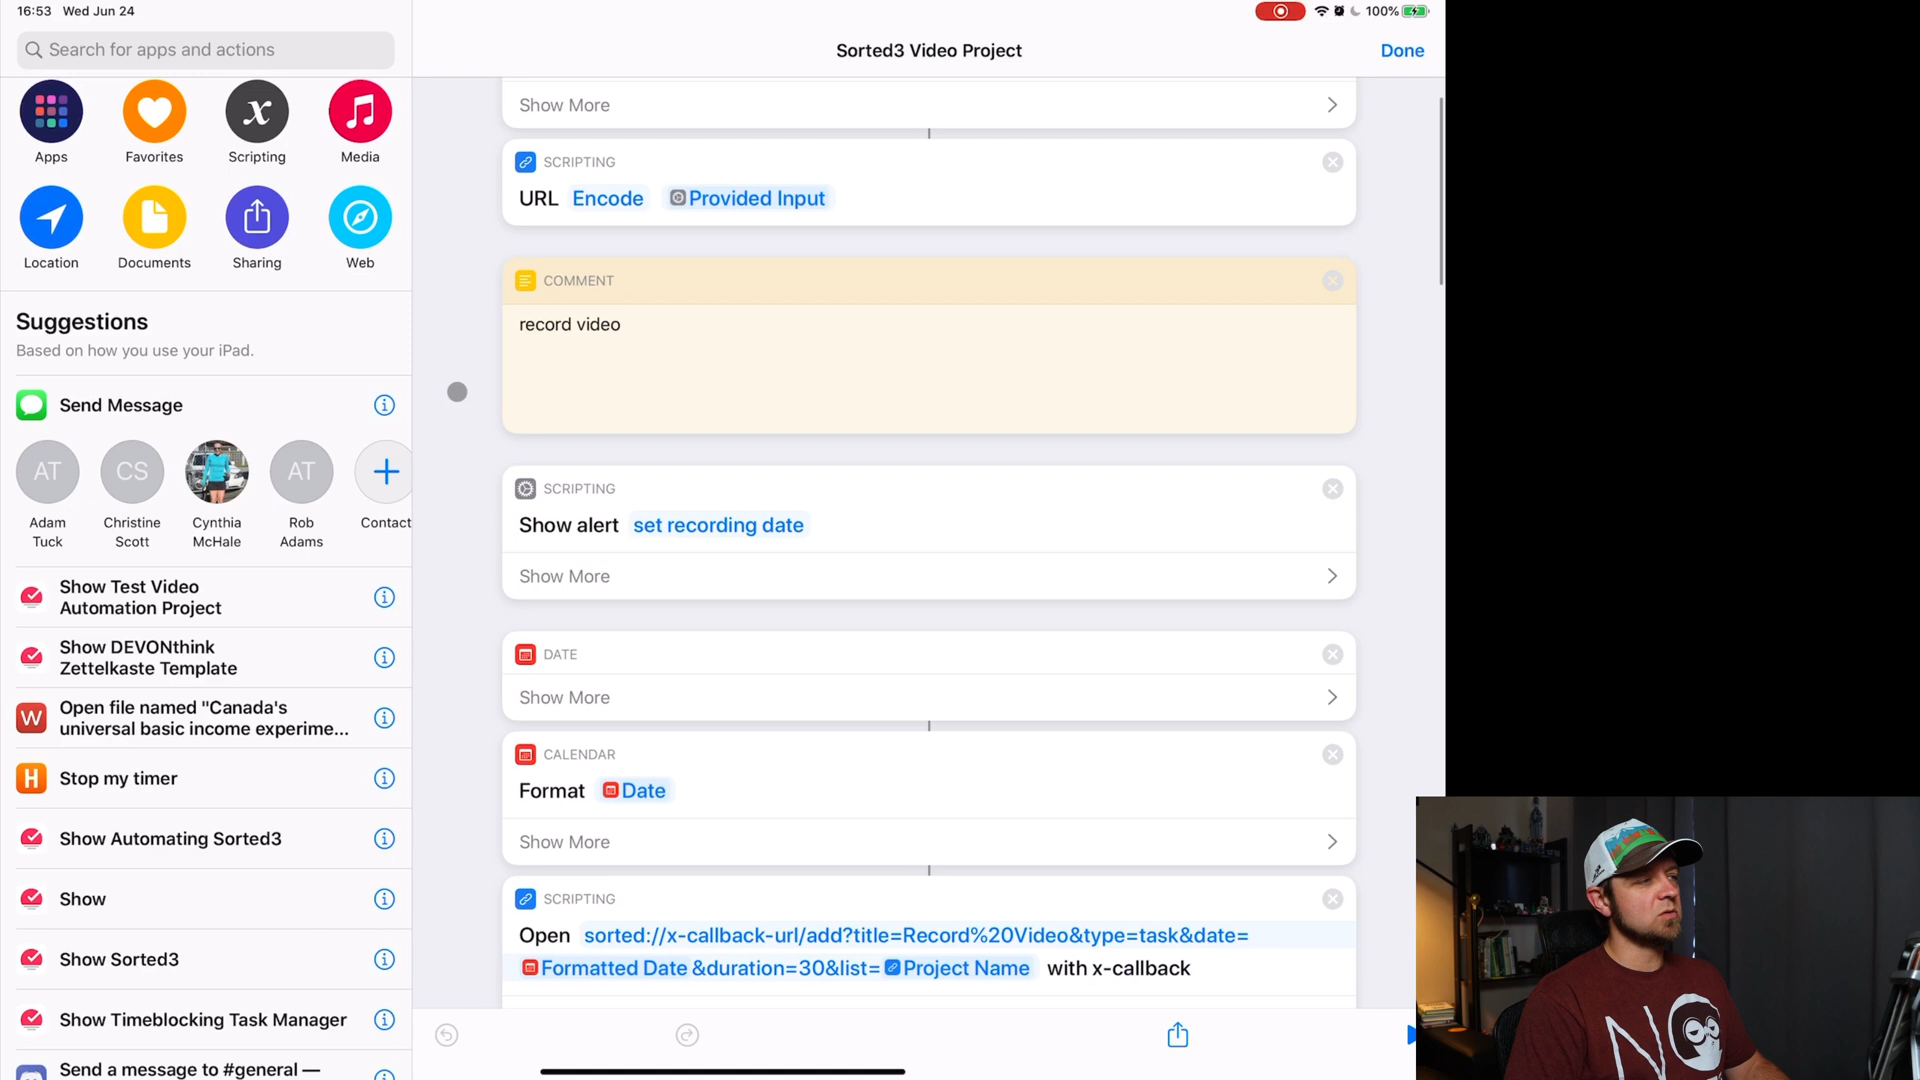 16:53 Wed Jun 24
100%
Search for apps and actions
Sorted3 Video Project
Done
Apps
Favorites
Scripting
Media
Location
Documents
Sharing
Web
Suggestions
Based on how you use your iPad.
Send Message
AT
CS
AT
Adam
Tuck
Christine
Scott
Cynthia
McHale
Rob
Adams
Contact
Show Test Video
Automation Project
Show DEVONthink
Zettelkaste Template
W
Open file named "Canada's
universal basic income experime...
H
Stop my timer
Show Automating Sorted3
Show
Show Sorted3
Show Timeblocking Task Manager
Send a message to #general —
Show More
SCRIPTING
URL Encode Provided Input
COMMENT
record video
SCRIPTING
Show alert set recording date
Show More
DATE
Show More
CALENDAR
Format Date
Show More
SCRIPTING
Open sorted://x-callback-url/add?title=Record%20Video&type=task&date=
Formatted Date &duration=30&list= Project Name with x-callback
NO